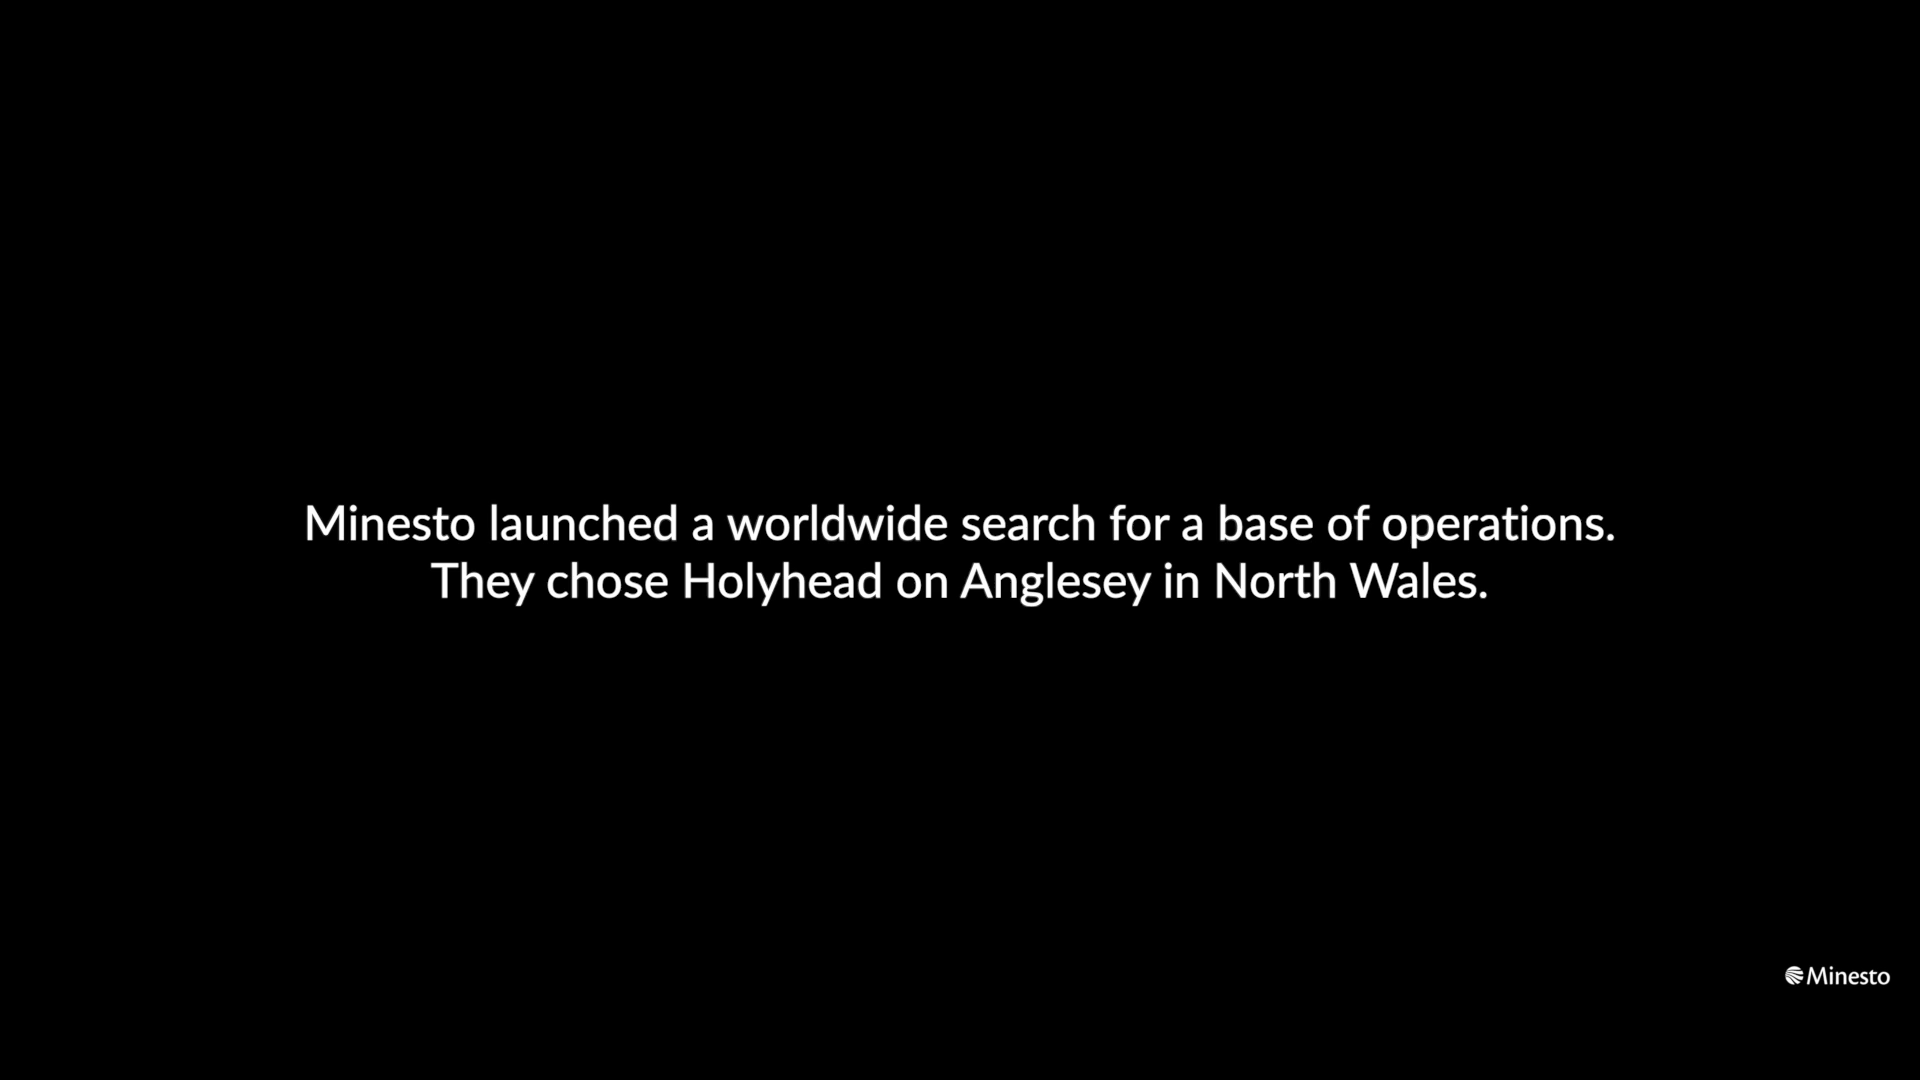 Minesto launched a worldwide search for a base of operations.
They chose Holyhead on Anglesey in North Wales.
Minesto